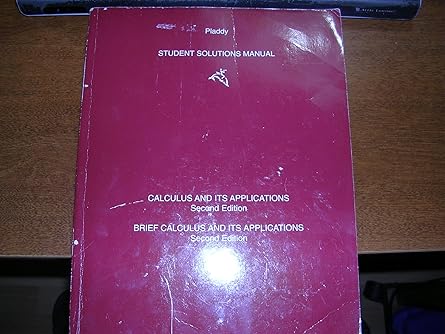 Pladdy
STUDENT SOLUTIONS MANUAL
CALCULUS AND ITS APPLICATIONS
Second Edition
BRIEF CALCULUS AND ITS APPLICATIONS
Second Edition